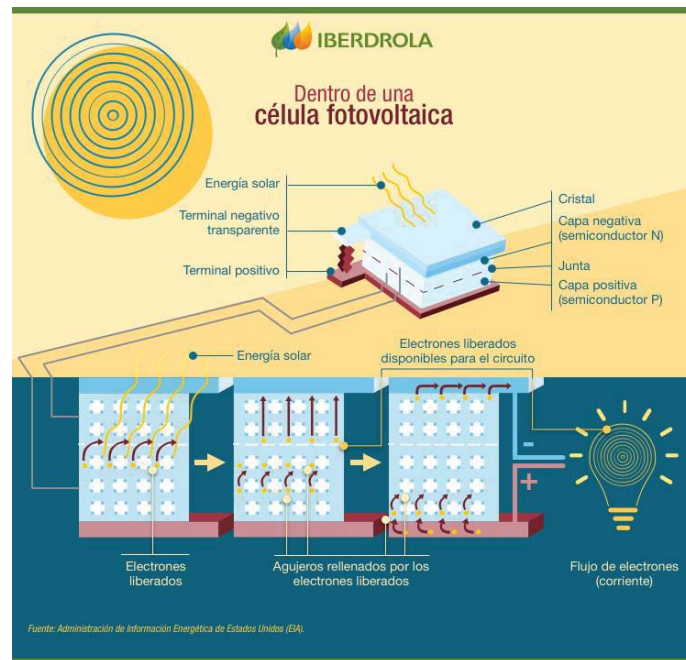 IBERDROLA
Dentro de una
célula fotovoltaica
Energía solar
Terminal negativo
transparente
Terminal positivo
Cristal
Capa negativa
(semiconductor N)
Junta
Capa positiva
(semiconductor P)
Electrones liberados
disponibles para el circuito
Energía solar
-
+
Electrones
liberados
Agujeros rellenados por los
electrones liberados
Flujo de electrones
(corriente)
Fuente: Administración de Información Energética de Estados Unidos (EIA).